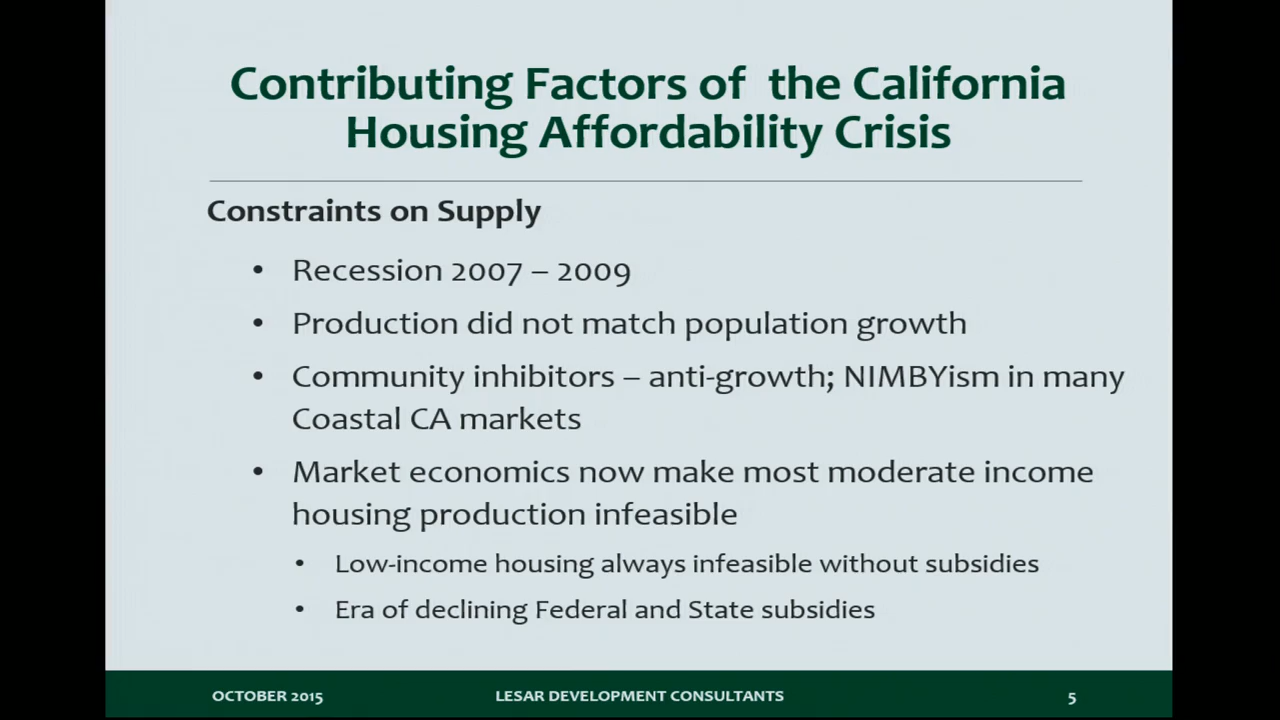 Contributing Factors of the California
Housing Affordability Crisis
Constraints on Supply
• Recession 2007 – 2009
• Production did not match population growth
• Community inhibitors – anti-growth; NIMBYism in many
Coastal CA markets
• Market economics now make most moderate income
housing production infeasible
• Low-income housing always infeasible without subsidies
• Era of declining Federal and State subsidies
OCTOBER 2015 LESAR DEVELOPMENT CONSULTANTS 5